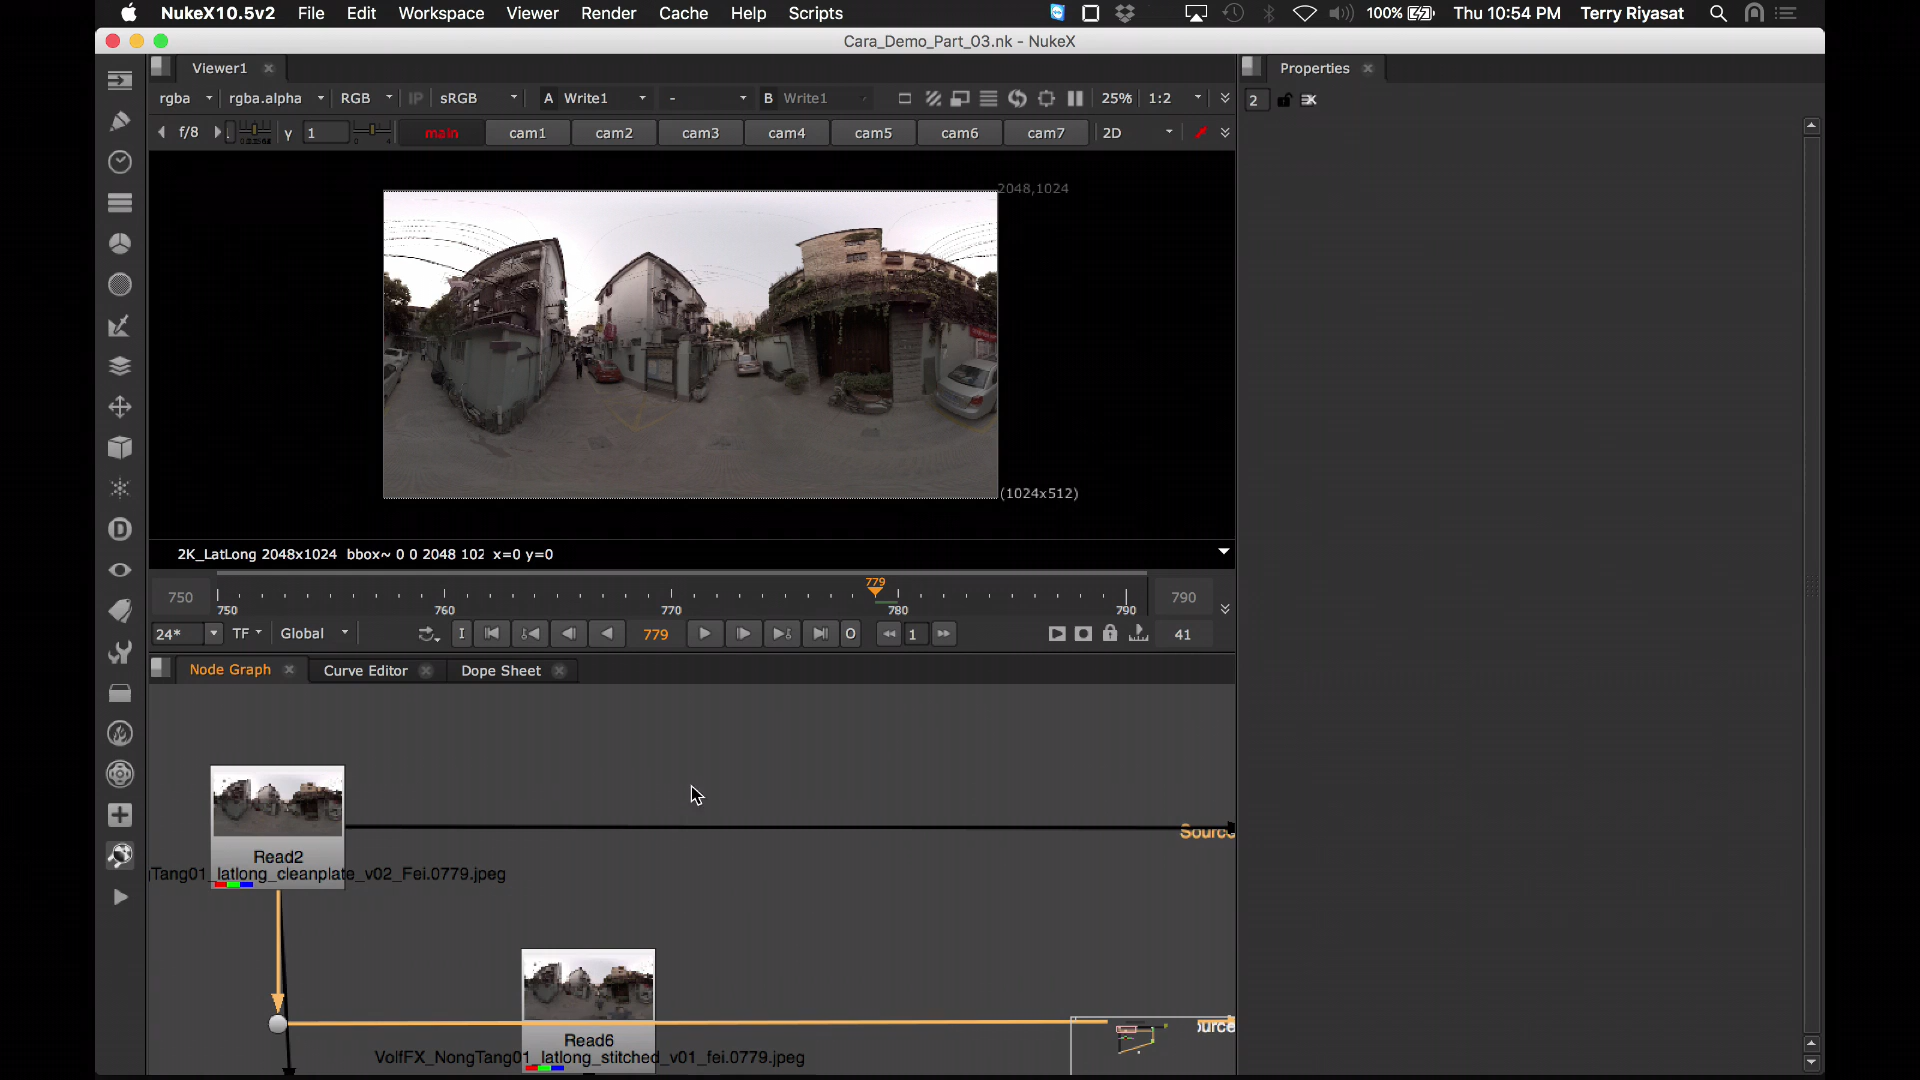 NukeX10.5v2 File Edit Workspace Viewer Render Cache Help Scripts 100% Thu 10:54 PM Terry Riyasat
Cara_Demo_Part_03.nk - NukeX
Viewer1 Properties
rgba rgba.alpha RGB IP sRGB A Write1 - B Write1 25% 1:2 2
f/8 γ 1 main cam1 cam2 cam3 cam4 cam5 cam6 cam7 2D
2048,1024
(1024x512)
2K_LatLong 2048x1024 bbox~ 0 0 2048 102 x=0 y=0
779
750 750 760 770 780 790 790
24* TF Global I 779 O 1 41
Node Graph Curve Editor Dope Sheet
Source
Read2
Tang01_latlong_cleanplate_v02_Fei.0779.jpeg
ource
Read6
VolfFX_NongTang01_latlong_stitched_v01_fei.0779.jpeg